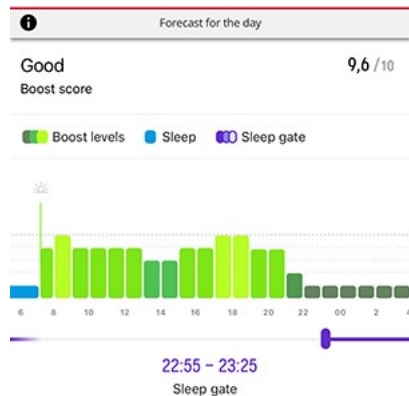 Forecast for the day
Good 9,6 /10
Boost score
Boost levels Sleep Sleep gate
6 8 10 12 14 16 18 20 22 00 2 4
22:55 – 23:25
Sleep gate